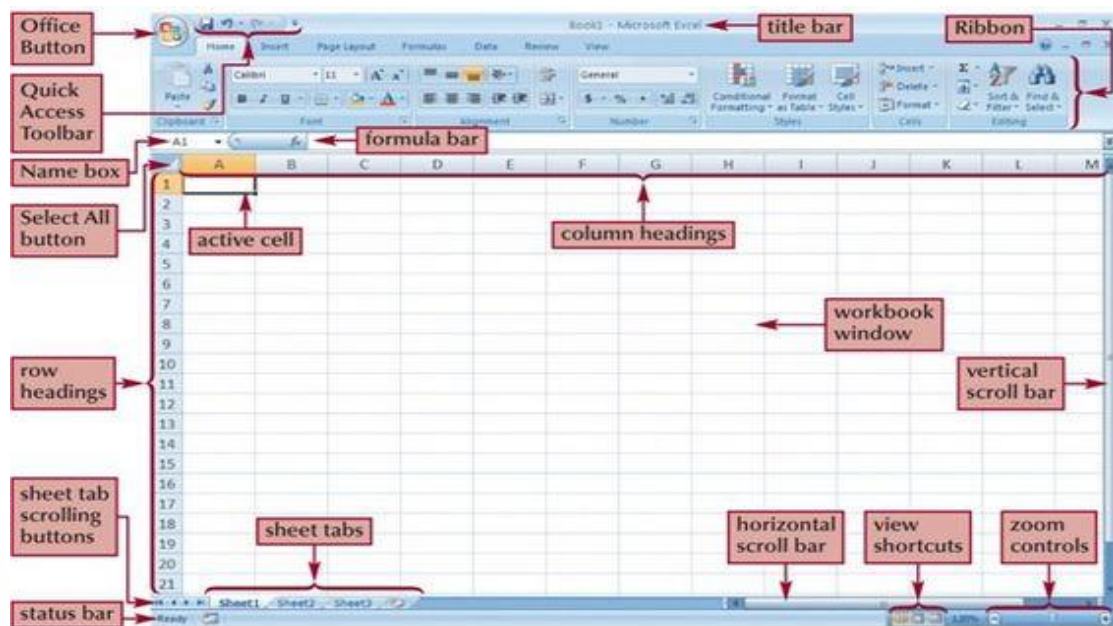 Office
Button
Book1 - Microsoft Excel
title bar
Ribbon
Home Insert Page Layout Formulas Data Review View
Quick
Access
Toolbar
Paste
Calibri 11
B I U
General
$ % ,
Conditional
Formatting
Format
as Table
Cell
Styles
Insert
Delete
Format
Σ
Sort &
Filter
Find &
Select
Clipboard Font Alignment Number Styles Cells Editing
Name box
A1 fx
formula bar
A B C D E F G H I J K L M
Select All
button
active cell
column headings
1
2
3
4
5
6
7
8
9
10
11
12
13
14
15
16
17
18
19
20
21
workbook
window
row
headings
vertical
scroll bar
sheet tab
scrolling
buttons
sheet tabs
horizontal
scroll bar
view
shortcuts
zoom
controls
Sheet1 Sheet2 Sheet3
status bar
Ready
120%